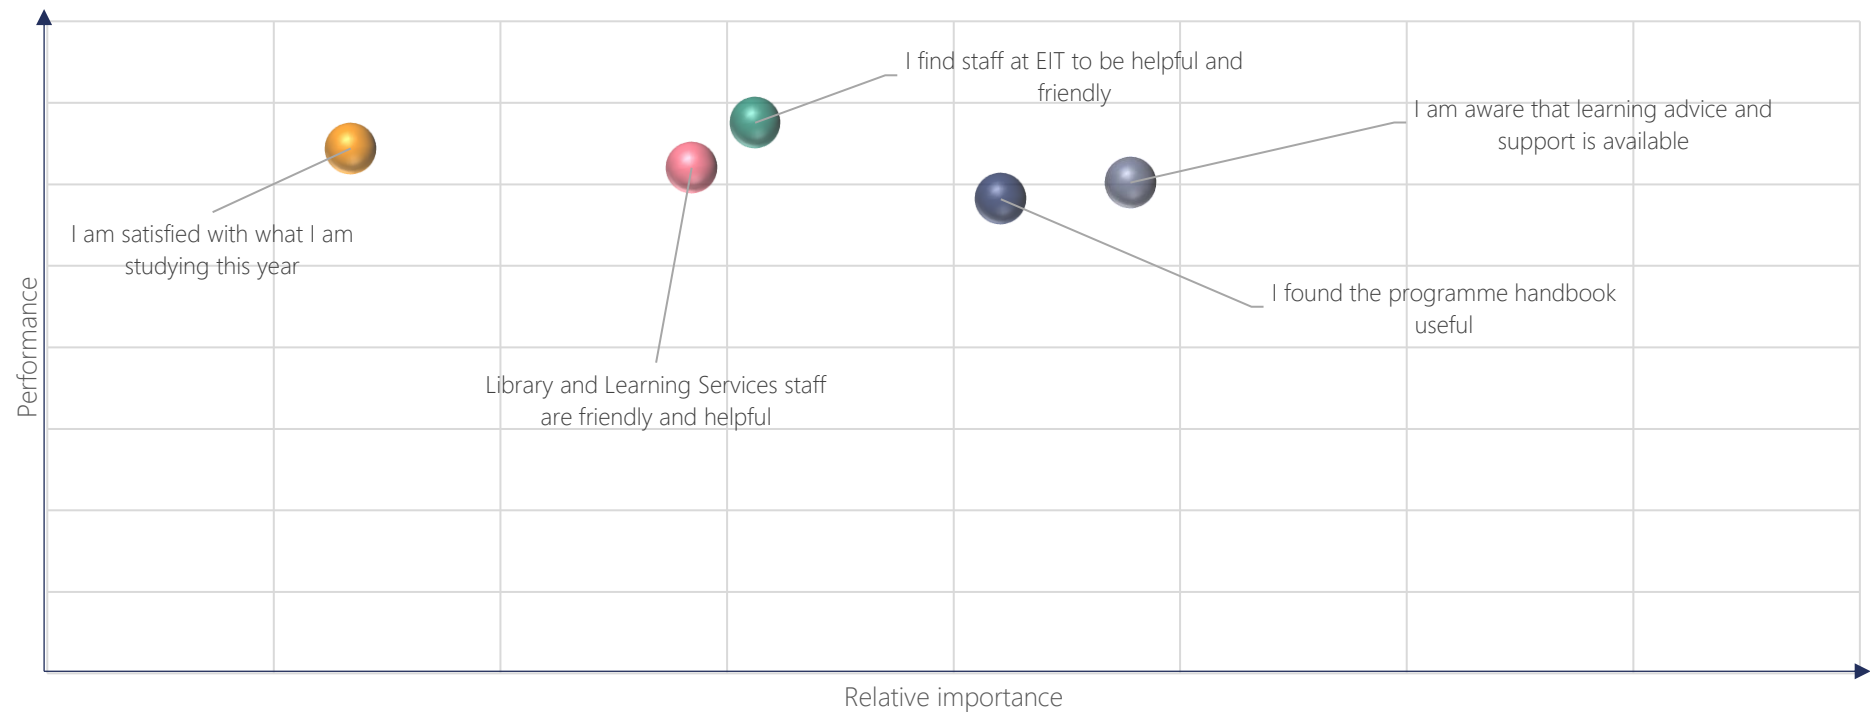 I find staff at EIT to be helpful and
friendly
I am aware that learning advice and
support is available
I am satisfied with what I am
studying this year
I found the programme handbook
useful
Library and Learning Services staff
are friendly and helpful
Performance
Relative importance